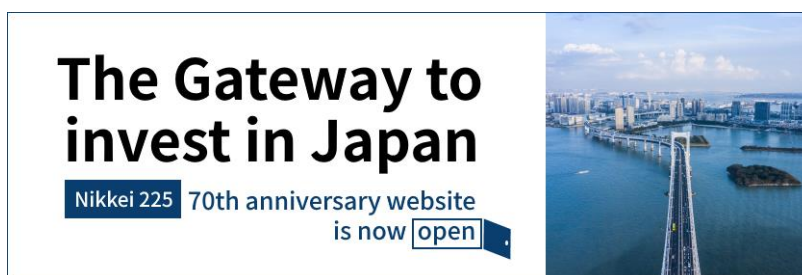 The Gateway to
invest in Japan
Nikkei 225 70th anniversary website
is now open